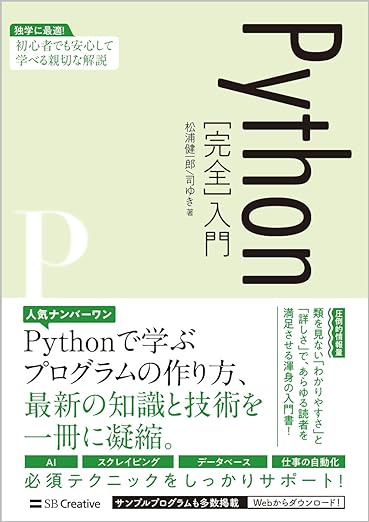 独学に最適!
初心者でも安心して
学べる親切な解説
Python
[完全]入門
松浦健一郎/司ゆき 著
P
人気ナンバーワン
Pythonで学ぶ
プログラムの作り方、
最新の知識と技術を
一冊に凝縮。
圧倒的情報量
類を見ない「わかりやすさ」と
「詳しさ」で、あらゆる読者を
満足させる渾身の入門書!
AI
スクレイピング
データベース
仕事の自動化
必須テクニックをしっかりサポート!
SB Creative
サンプルプログラムも多数掲載
Webからダウンロード!